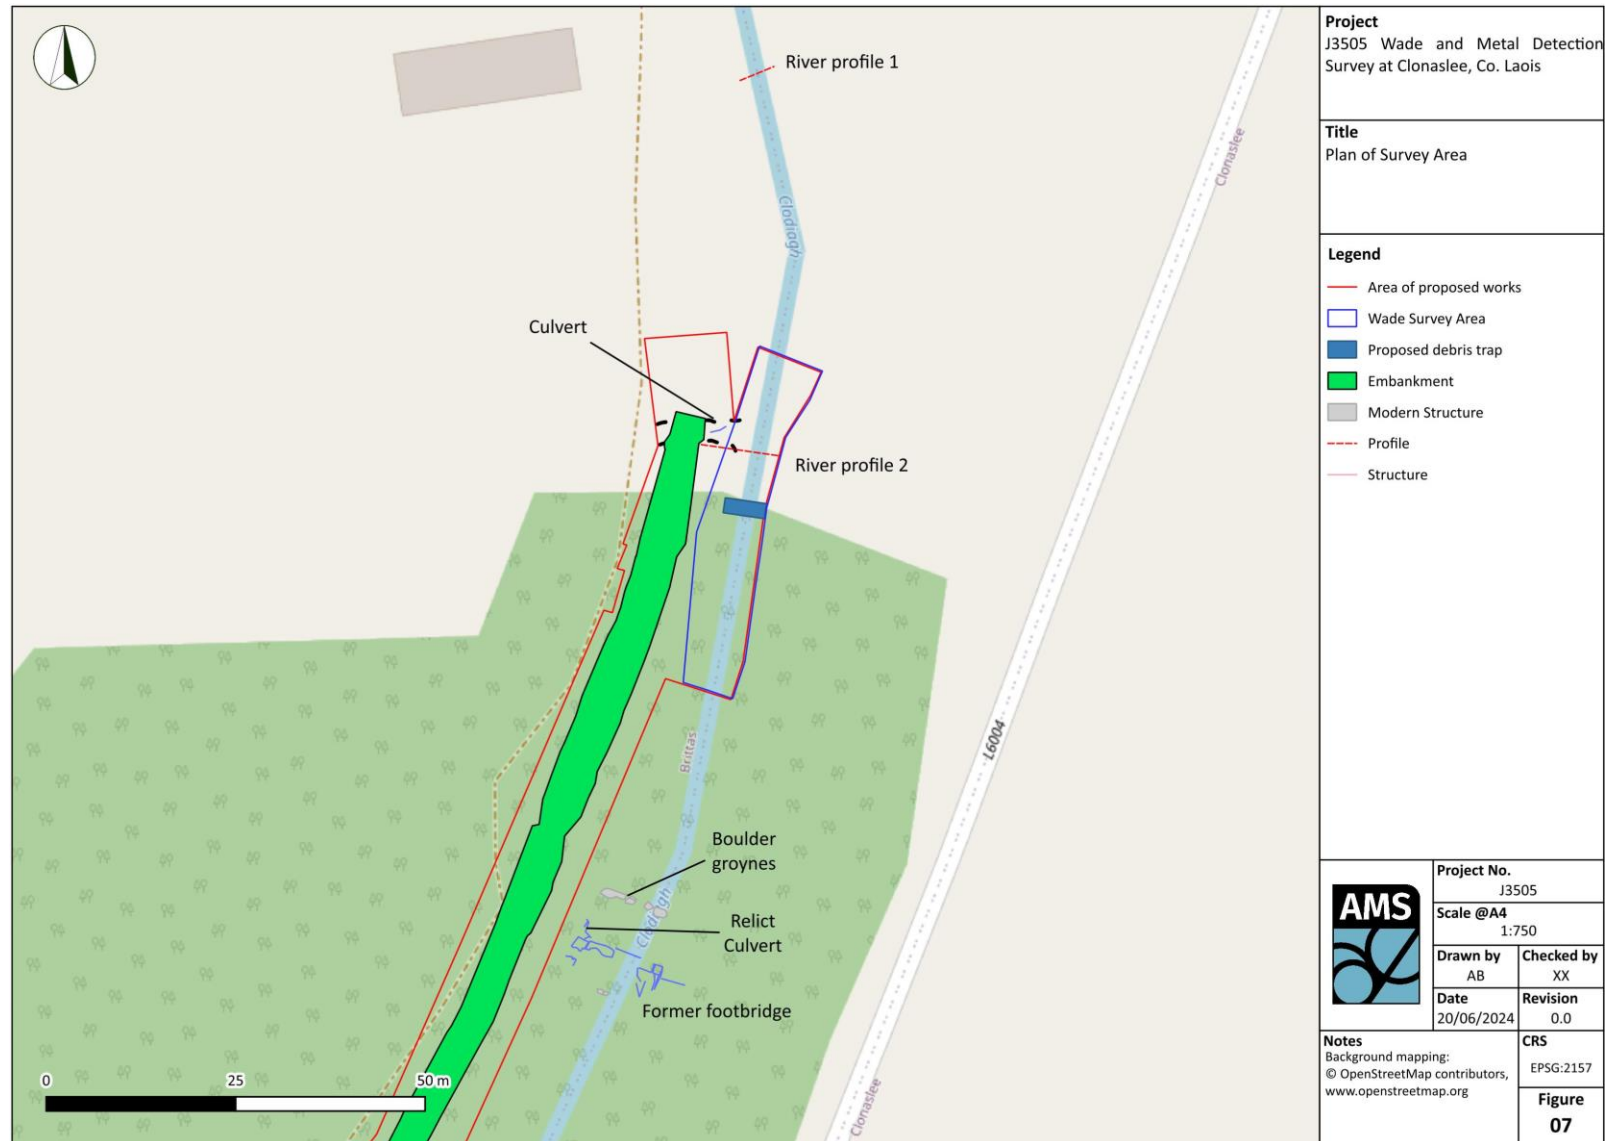 River profile 1
Clodiagh
Clonaslee
Culvert
River profile 2
L6004
Brittas
Boulder
groynes
Relict
Culvert
Clodiagh
Former footbridge
Clonaslee
0 25 50 m
Project
J3505 Wade and Metal Detection
Survey at Clonaslee, Co. Laois
Title
Plan of Survey Area
Legend
Area of proposed works
Wade Survey Area
Proposed debris trap
Embankment
Modern Structure
Profile
Structure
AMS
Project No.
J3505
Scale @A4
1:750
Drawn by
AB
Checked by
XX
Date
20/06/2024
Revision
0.0
Notes
Background mapping:
© OpenStreetMap contributors,
www.openstreetmap.org
CRS
EPSG:2157
Figure
07